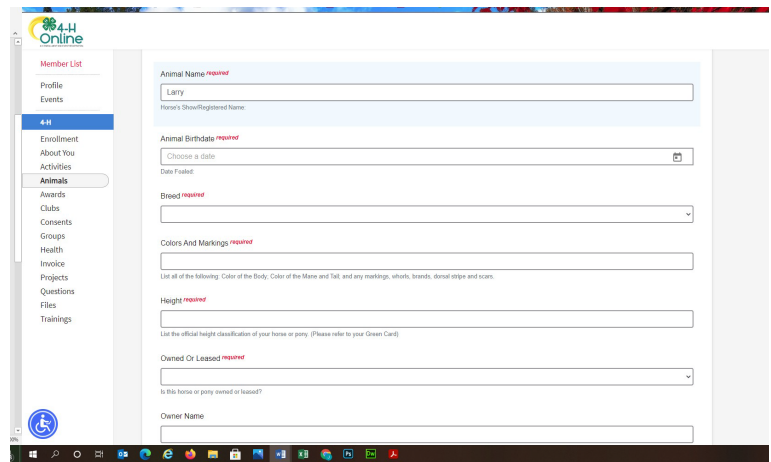 4-H
Online
Member List
Profile
Events
4-H
Enrollment
About You
Activities
Animals
Awards
Clubs
Consents
Groups
Health
Invoice
Projects
Questions
Files
Trainings
Animal Name required
Larry
Horse's Show/Registered Name:
Animal Birthdate required
Choose a date
Date Foaled
Breed required
Colors And Markings required
List all of the following: Color of the Body; Color of the Mane and Tail; and any markings, whorls, brands, dorsal stripe and scars.
Height required
List the official height classification of your horse or pony. (Please refer to your Green Card)
Owned Or Leased required
Is this horse or pony owned or leased?
Owner Name